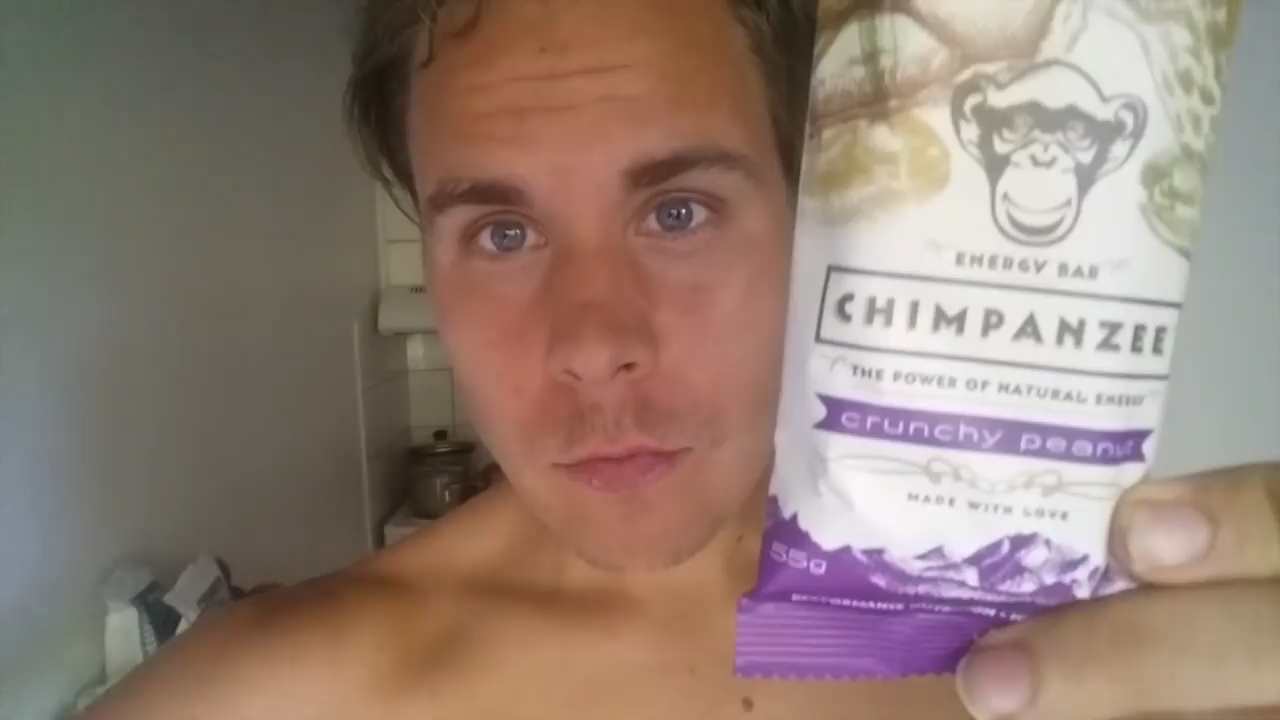 ENERGY BAR
CHIMPANZEE
THE POWER OF NATURAL ENERGY
crunchy peanut
MADE WITH LOVE
55g